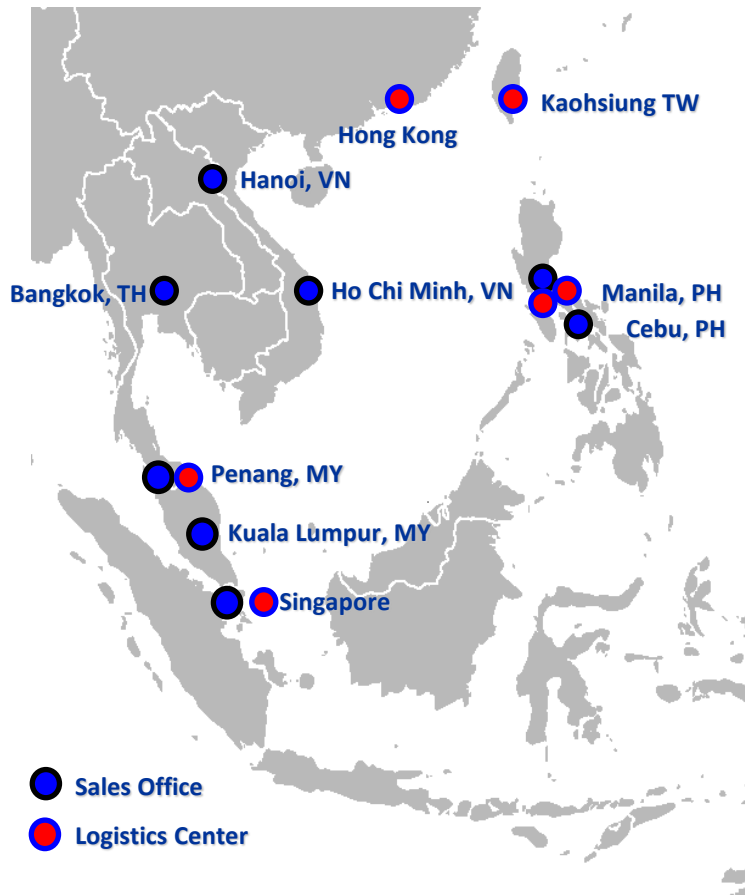 Kaohsiung TW
Hong Kong
Hanoi, VN
Bangkok, TH
Ho Chi Minh, VN
Manila, PH
Cebu, PH
Penang, MY
Kuala Lumpur, MY
Singapore
Sales Office
Logistics Center